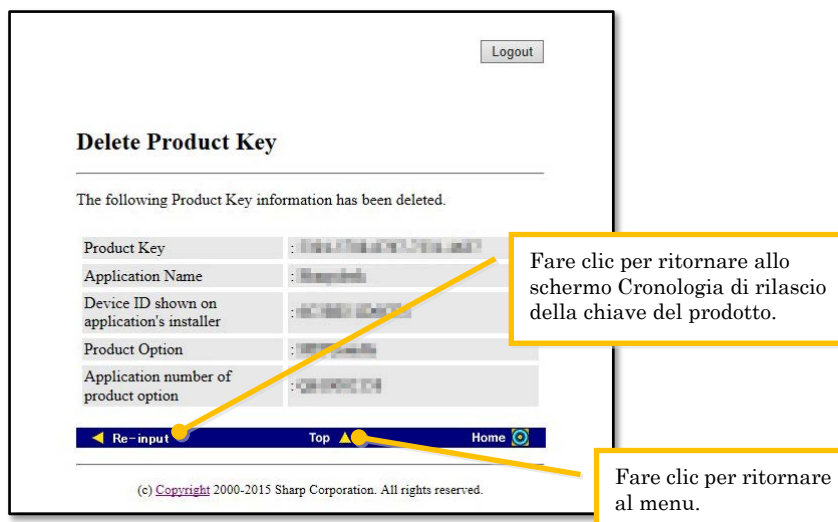 Logout
Delete Product Key
The following Product Key information has been deleted.
Product Key :
Application Name :
Device ID shown on
application's installer :
Product Option :
Application number of
product option :
Fare clic per ritornare allo
schermo Cronologia di rilascio
della chiave del prodotto.
Re-input Top Home
(c) Copyright 2000-2015 Sharp Corporation. All rights reserved.
Fare clic per ritornare
al menu.